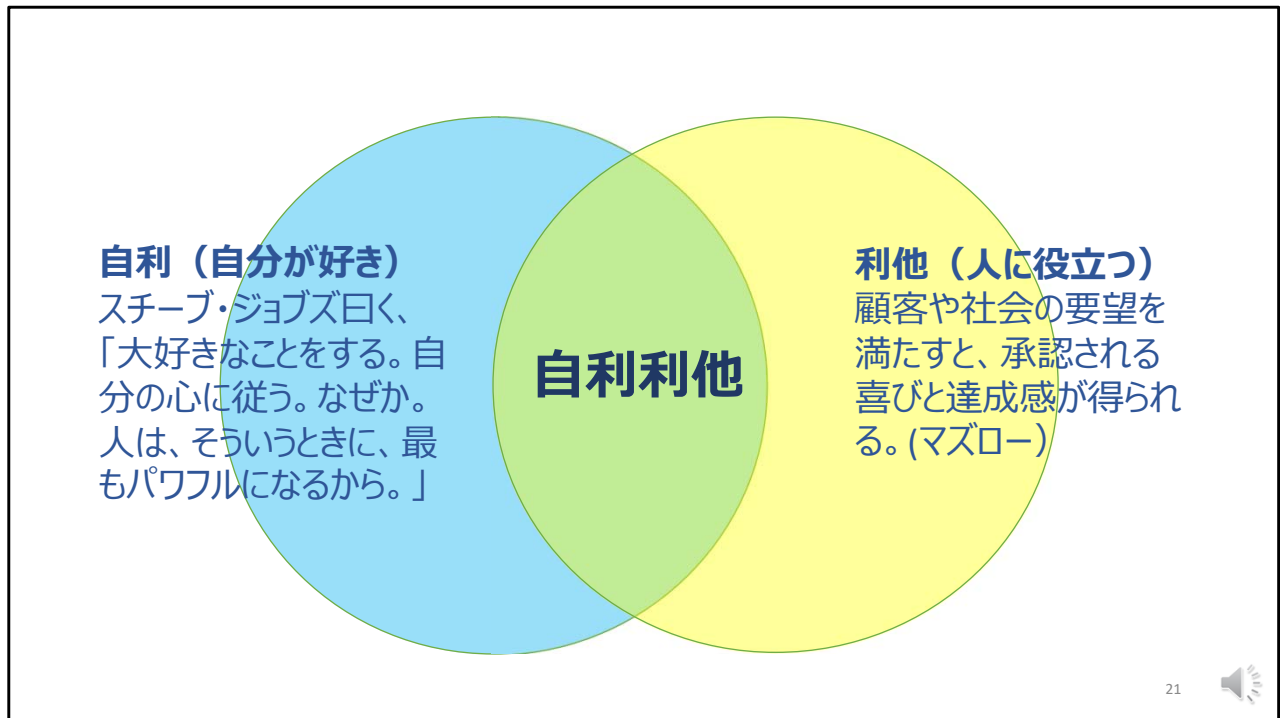 自利（自分が好き）
スチーブ・ジョブズ曰く、
「大好きなことをする。自
分の心に従う。なぜか。
人は、そういうときに、最
もパワフルになるから。」
自利利他
利他（人に役立つ）
顧客や社会の要望を
満たすと、承認される
喜びと達成感が得られ
る。(マズロー）
21